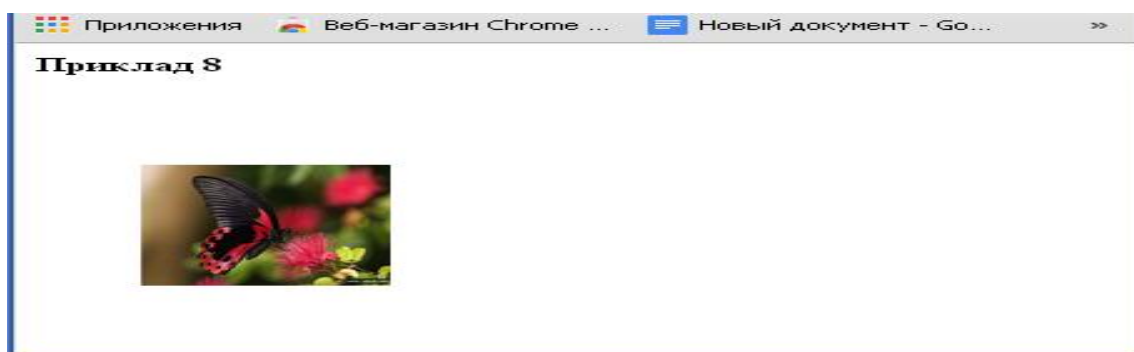 Приложения Веб-магазин Chrome ... Новый документ - Go... »
Приклад 8